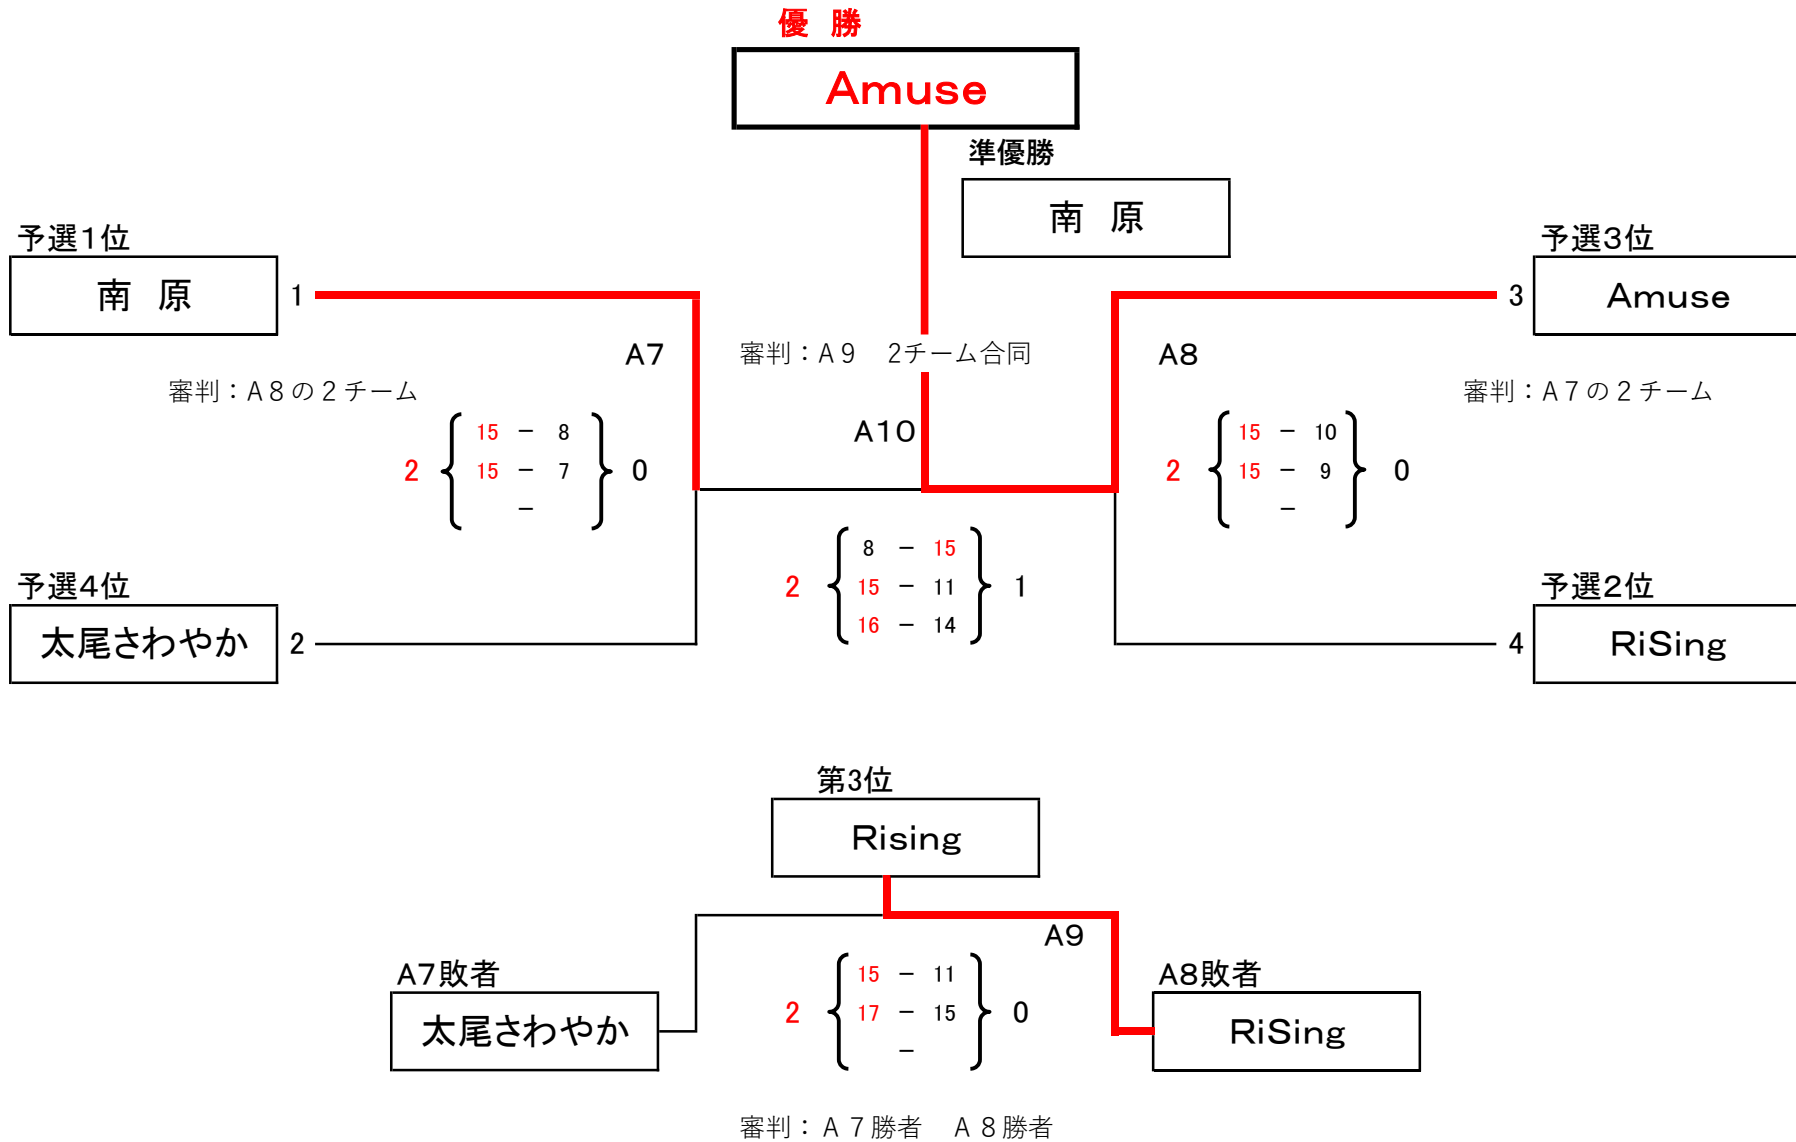 優 勝
Amuse
準優勝
南 原
予選1位
南 原
1
予選3位
Amuse
3
A7
審判：A9 2チーム合同
A8
審判：A8の2チーム
審判：A7の2チーム
2 { 15 − 8 } 0
15 − 7
−
A10
2 { 15 − 10 } 0
15 − 9
−
2 { 8 − 15 } 1
15 − 11
16 − 14
予選4位
太尾さわやか
2
予選2位
RiSing
4
第3位
Rising
A9
A7敗者
太尾さわやか
2 { 15 − 11 } 0
17 − 15
−
A8敗者
RiSing
審判：A7勝者 A8勝者